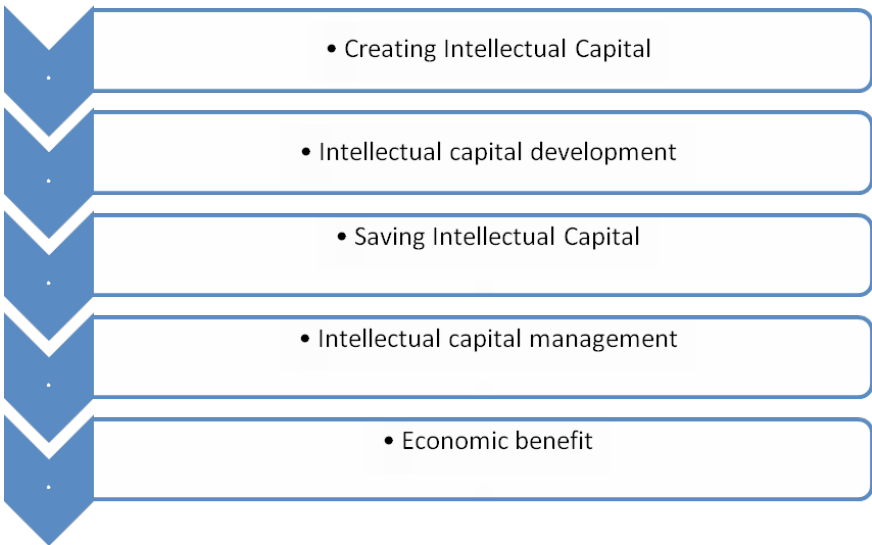 • Creating Intellectual Capital
• Intellectual capital development
• Saving Intellectual Capital
• Intellectual capital management
• Economic benefit